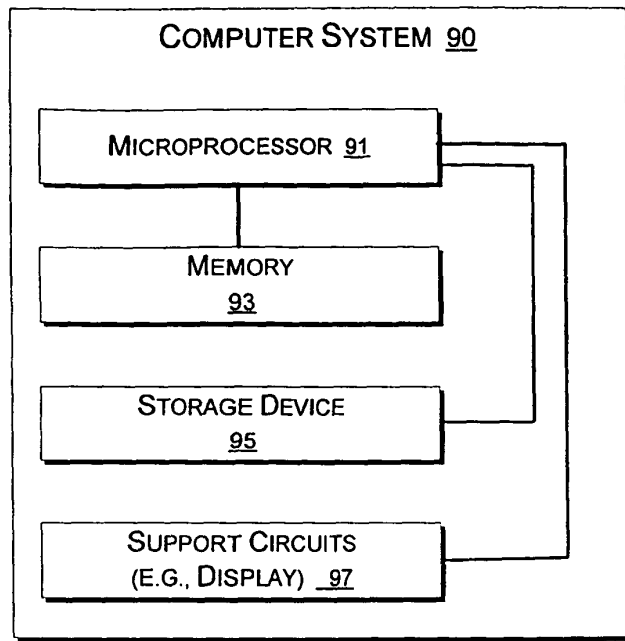 COMPUTER SYSTEM 90
MICROPROCESSOR 91
MEMORY
93
STORAGE DEVICE
95
SUPPORT CIRCUITS
(E.G., DISPLAY) 97